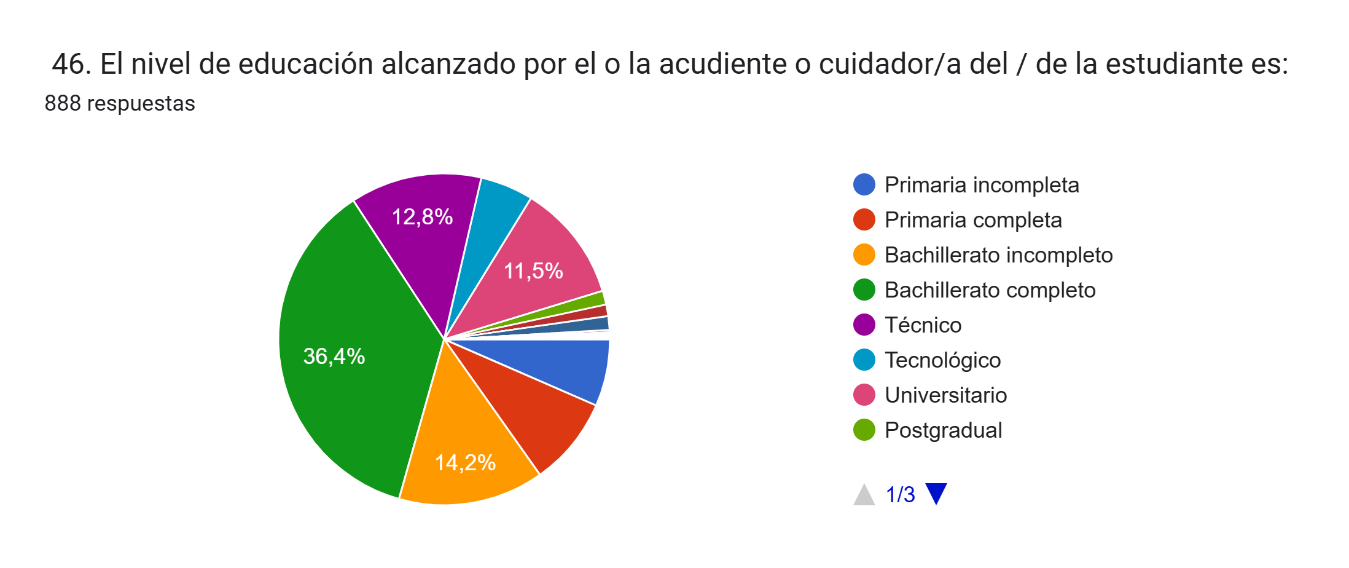 46. El nivel de educación alcanzado por el o la acudiente o cuidador/a del / de la estudiante es:
888 respuestas
Primaria incompleta
Primaria completa
Bachillerato incompleto
Bachillerato completo
Técnico
Tecnológico
Universitario
Postgradual
1/3
12,8%
11,5%
36,4%
14,2%